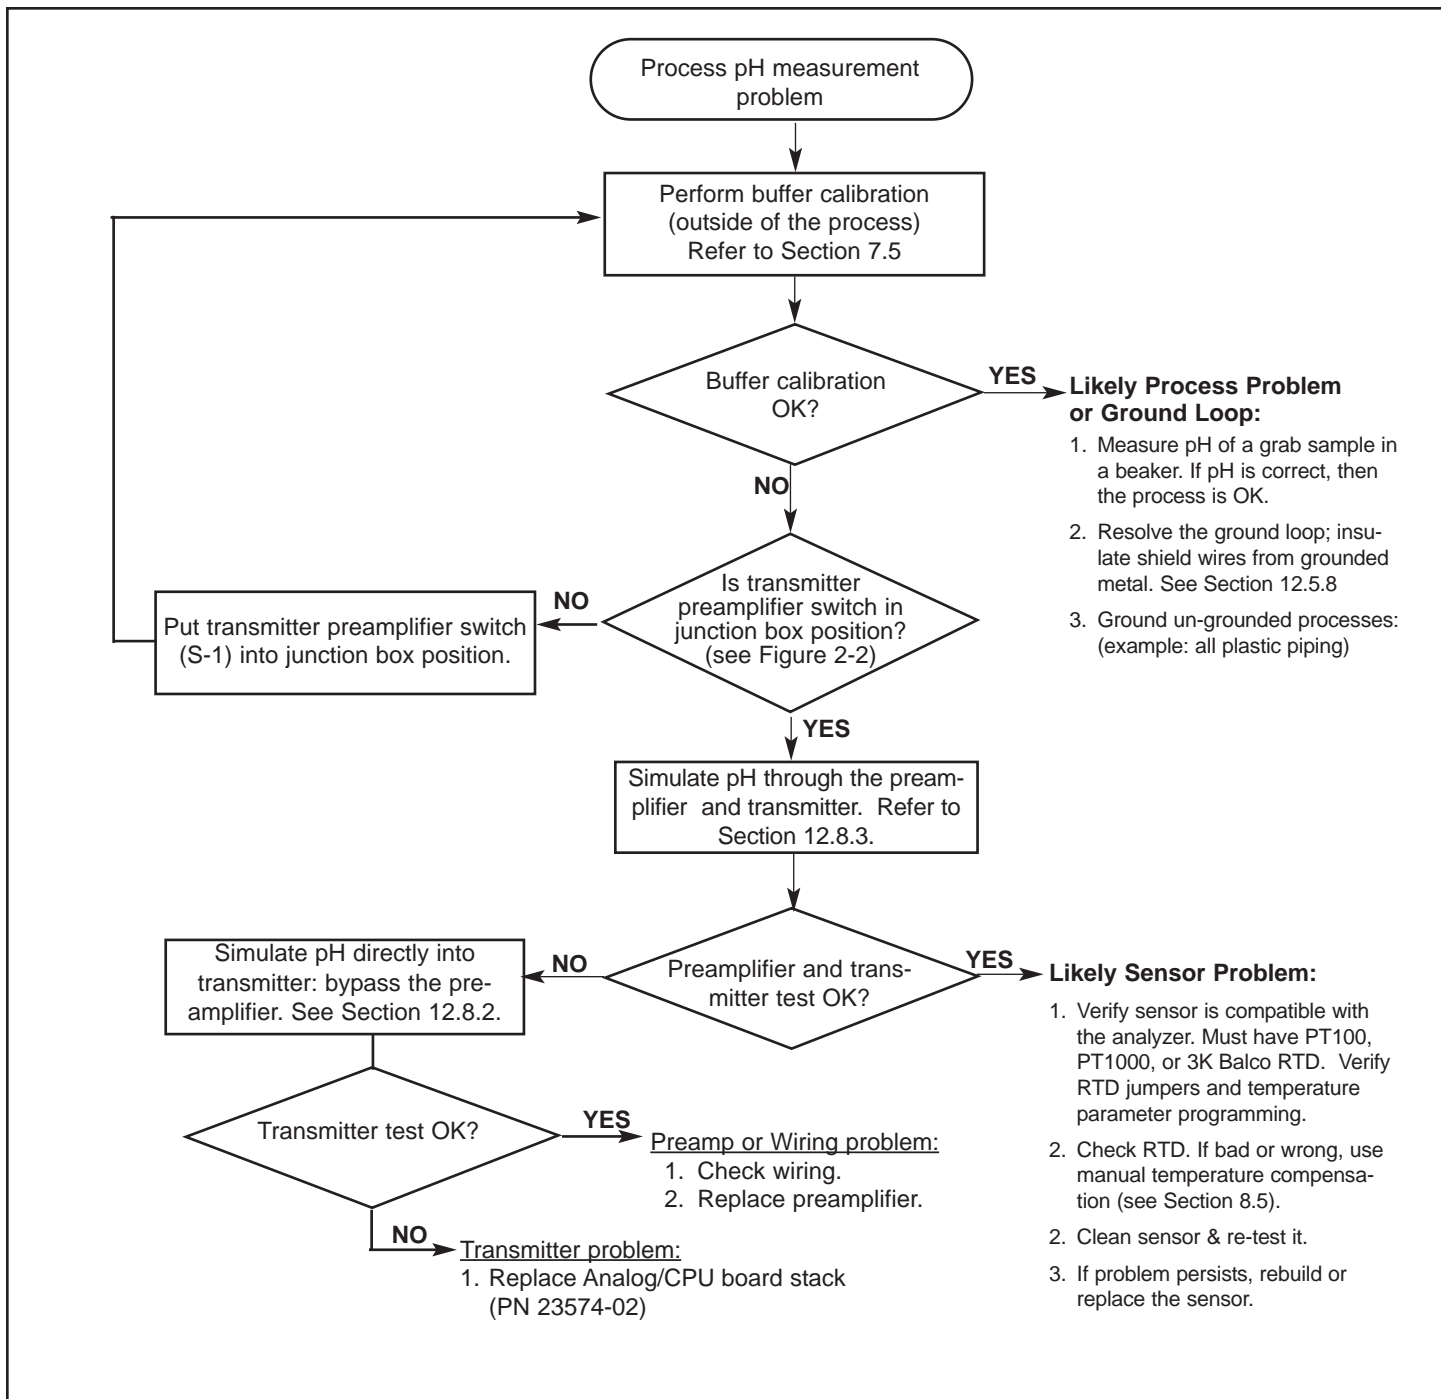 Process pH measurement
problem
Perform buffer calibration
(outside of the process)
Refer to Section 7.5
Buffer calibration
OK?
YES
Likely Process Problem
or Ground Loop:
1. Measure pH of a grab sample in
a beaker. If pH is correct, then
the process is OK.
2. Resolve the ground loop; insu-
late shield wires from grounded
metal. See Section 12.5.8
3. Ground un-grounded processes:
(example: all plastic piping)
NO
Is transmitter
preamplifier switch in
junction box position?
(see Figure 2-2)
NO
Put transmitter preamplifier switch
(S-1) into junction box position.
YES
Simulate pH through the pream-
plifier and transmitter. Refer to
Section 12.8.3.
Preamplifier and trans-
mitter test OK?
YES
Likely Sensor Problem:
1. Verify sensor is compatible with
the analyzer. Must have PT100,
PT1000, or 3K Balco RTD. Verify
RTD jumpers and temperature
parameter programming.
2. Check RTD. If bad or wrong, use
manual temperature compensa-
tion (see Section 8.5).
2. Clean sensor & re-test it.
3. If problem persists, rebuild or
replace the sensor.
NO
Simulate pH directly into
transmitter: bypass the pre-
amplifier. See Section 12.8.2.
Transmitter test OK?
YES
Preamp or Wiring problem:
1. Check wiring.
2. Replace preamplifier.
NO
Transmitter problem:
1. Replace Analog/CPU board stack
(PN 23574-02)